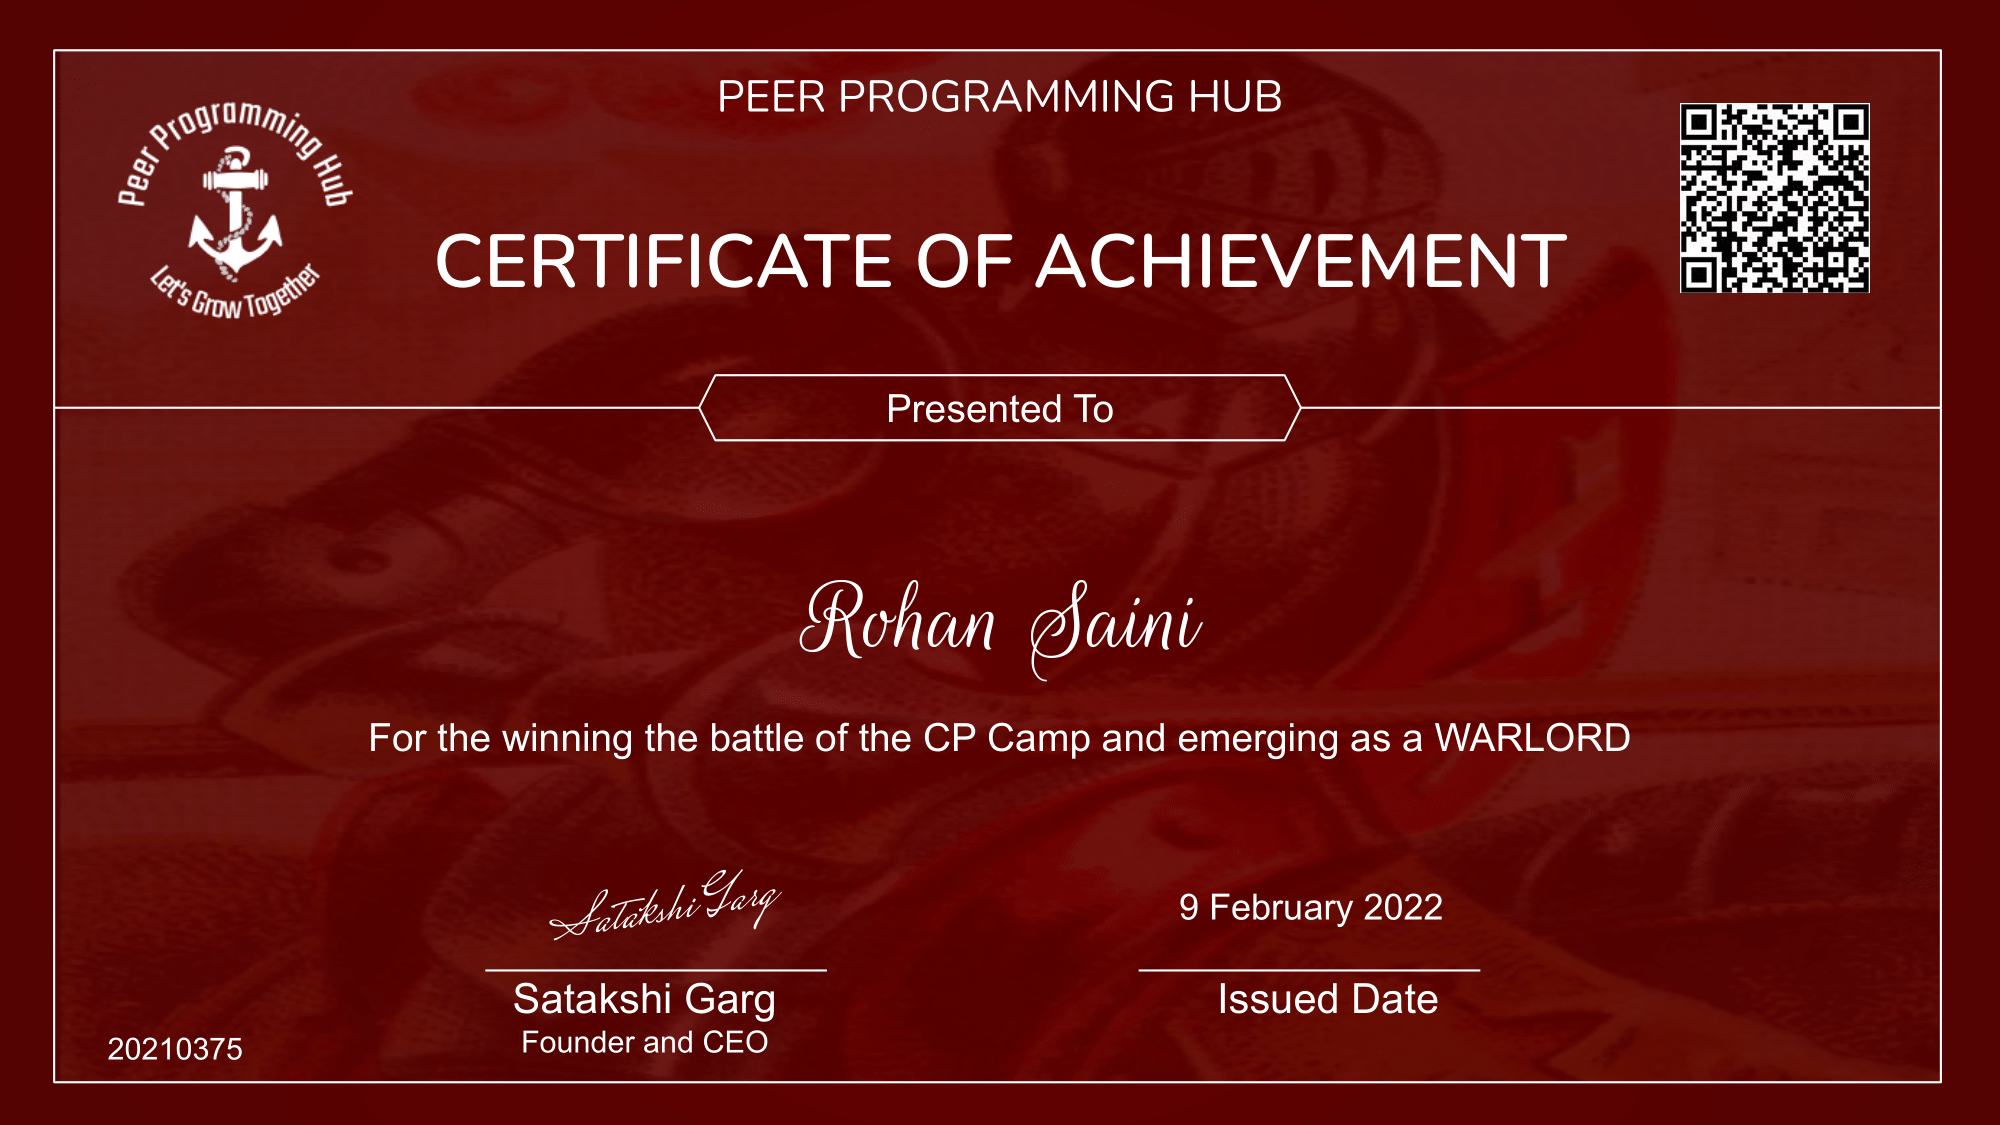 PEER PROGRAMMING HUB
Peer Programming Hub
Let's Grow Together
CERTIFICATE OF ACHIEVEMENT
Presented To
Rohan Saini
For the winning the battle of the CP Camp and emerging as a WARLORD
Satakshi Garg
9 February 2022
Satakshi Garg
Issued Date
Founder and CEO
20210375